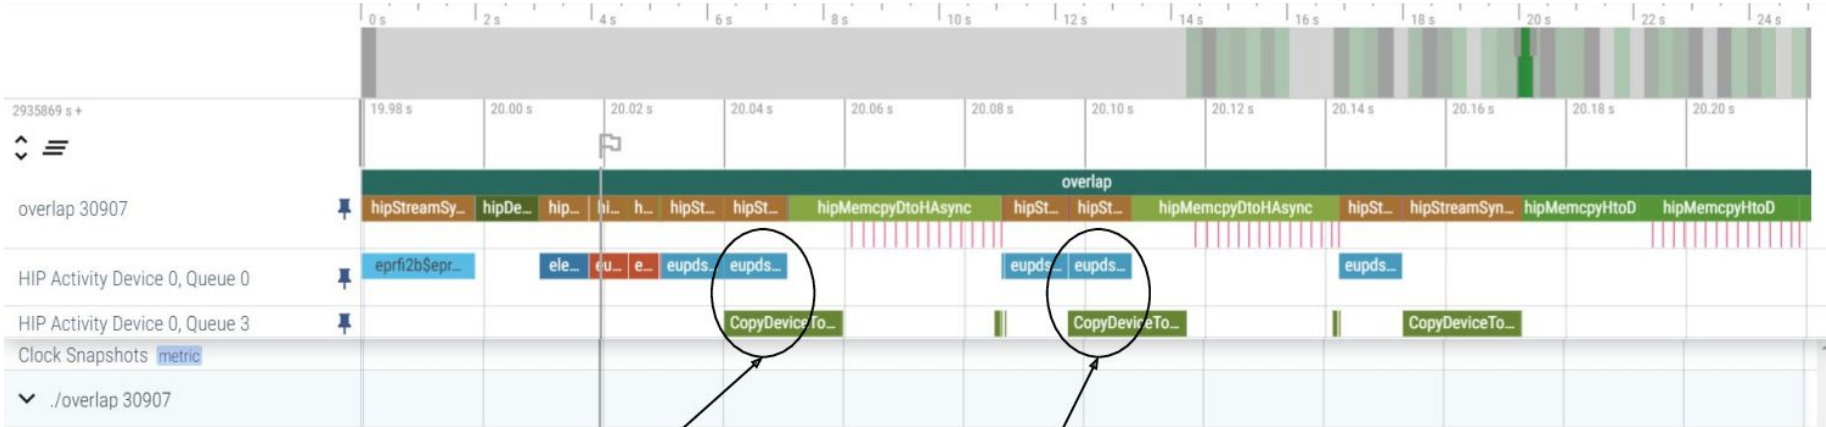 0 s 2 s 4 s 6 s 8 s 10 s 12 s 14 s 16 s 18 s 20 s 22 s 24 s
2935869 s + 19.98 s 20.00 s 20.02 s 20.04 s 20.06 s 20.08 s 20.10 s 20.12 s 20.14 s 20.16 s 20.18 s 20.20 s
overlap
overlap 30907 hipStreamSy... hipDe... hip... hi... h... hipSt... hipSt... hipMemcpyDtoHAsync hipSt... hipSt... hipMemcpyDtoHAsync hipSt... hipStreamSyn... hipMemcpyHtoD hipMemcpyHtoD
HIP Activity Device 0, Queue 0 eprfi2b$epr... ele... eu... e... eupds... eupds... eupds... eupds... eupds...
HIP Activity Device 0, Queue 3 CopyDeviceTo... CopyDeviceTo... CopyDeviceTo...
Clock Snapshots metric
./overlap 30907